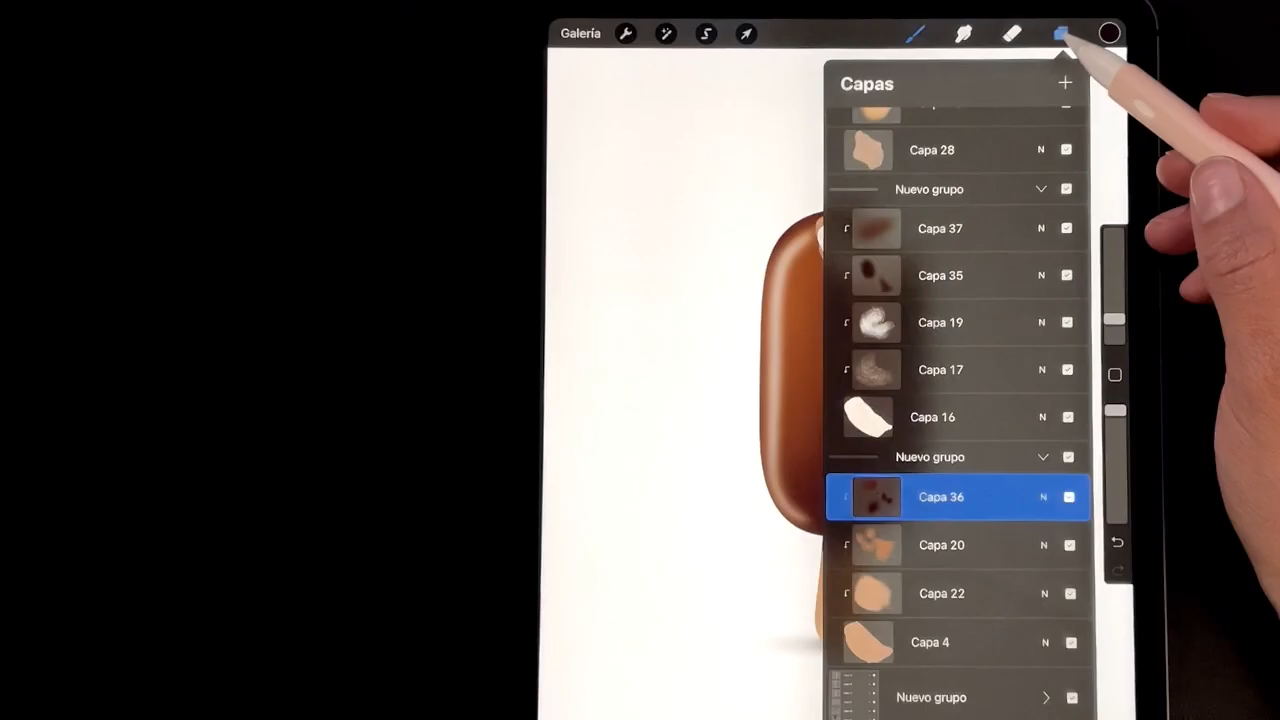 Galería
Capas
Capa 28 N
Nuevo grupo
Capa 37 N
Capa 35 N
Capa 19 N
Capa 17 N
Capa 16 N
Nuevo grupo
Capa 36 N
Capa 20 N
Capa 22 N
Capa 4 N
Nuevo grupo